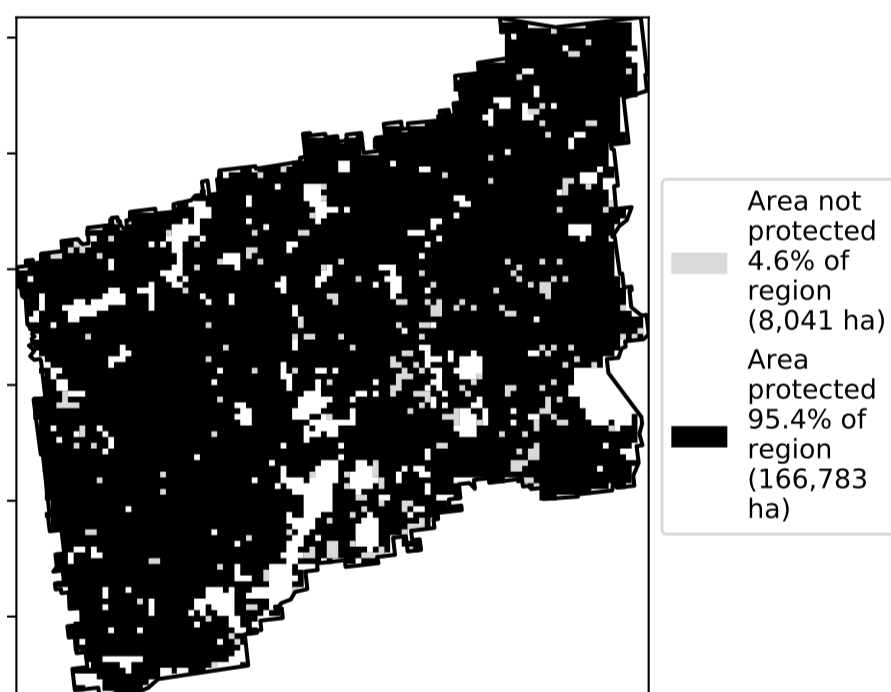 Area not
protected
4.6% of
region
(8,041 ha)
Area
protected
95.4% of
region
(166,783
ha)